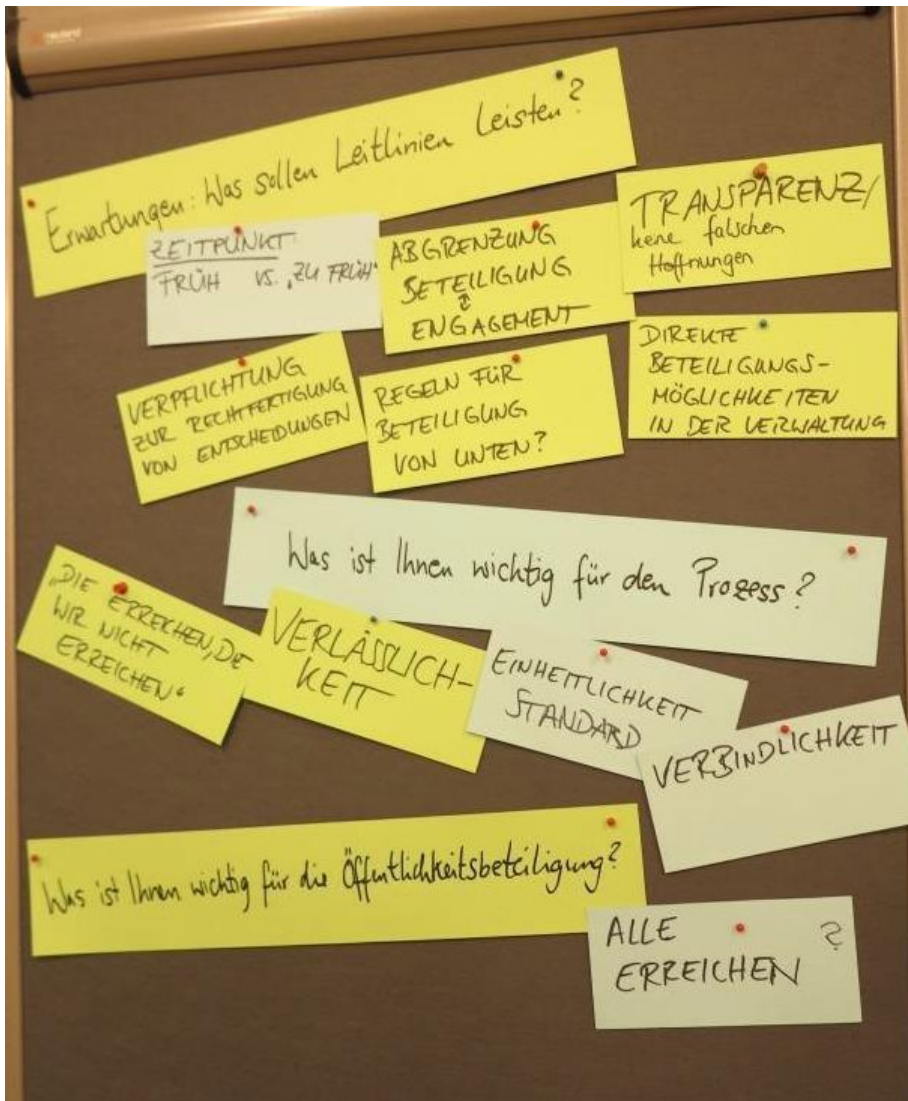 neuland
Erwartungen: Was sollen Leitlinien Leisten?
ZEITPUNKT:
FRÜH VS. „ZU FRÜH“
ABGRENZUNG
BETEILIGUNG
↕
ENGAGEMENT
TRANSPARENZ/
keine falschen
Hoffnungen
VERPFLICHTUNG
ZUR RECHTFERTIGUNG
VON ENTSCHEIDUNGEN
REGELN FÜR
BETEILIGUNG
VON UNTEN?
DIREKTE
BETEILIGUNGS-
MÖGLICHKEITEN
IN DER VERWALTUNG
Was ist Ihnen wichtig für den Prozess?
„DIE ERREICHEN, DIE
WIR NICHT
ERREICHEN“
VERLÄSSLICH-
KEIT
EINHEITLICHKEIT
STANDARD
VERBINDLICHKEIT
Was ist Ihnen wichtig für die Öffentlichkeitsbeteiligung?
ALLE ?
ERREICHEN